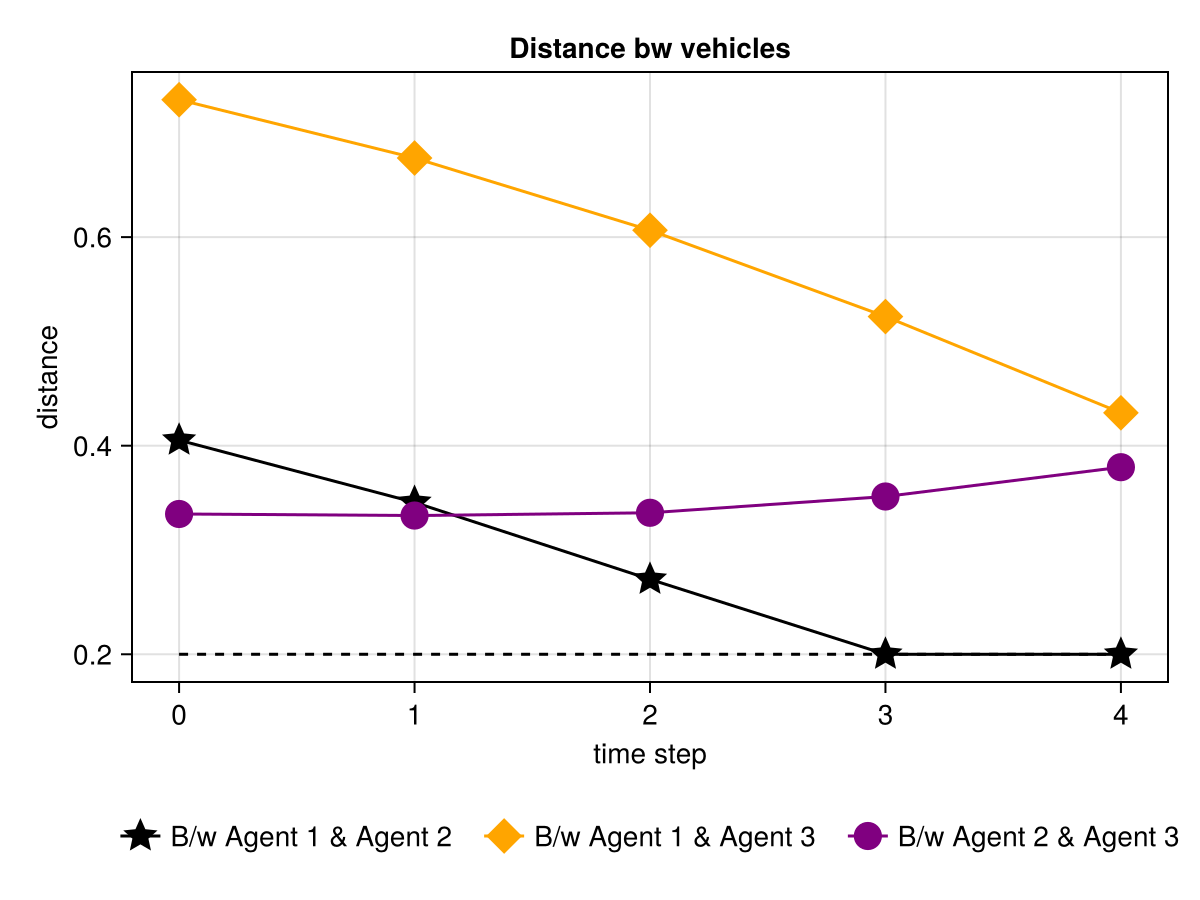 Distance bw vehicles
distance
0.6
0.4
0.2
0 1 2 3 4
time step
B/w Agent 1 & Agent 2 B/w Agent 1 & Agent 3 B/w Agent 2 & Agent 3